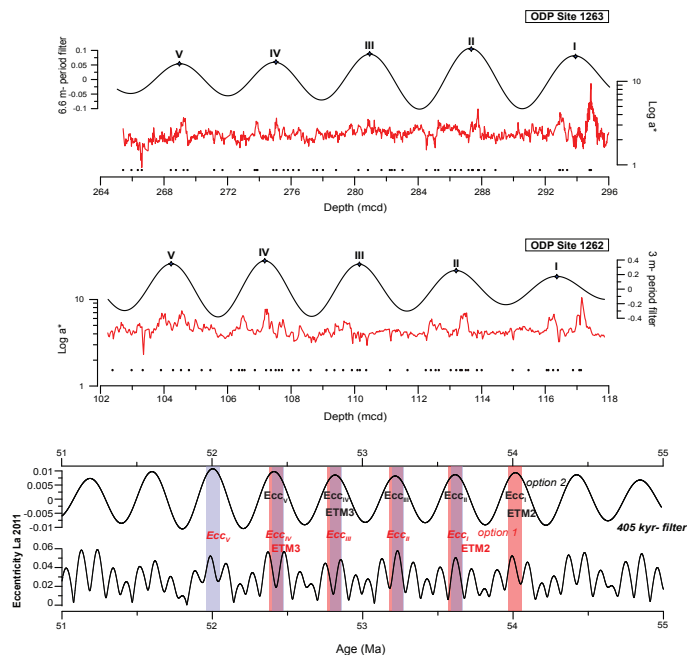 ODP Site 1263
V IV III II I
6.6 m- period filter
0.1
0.05
0
-0.05
-0.1
10
1
Log a*
264 268 272 276 280 284 288 292 296
Depth (mcd)
ODP Site 1262
V IV III II I
0.4
0.2
0
-0.2
-0.4
3 m- period filter
Log a*
10
1
102 104 106 108 110 112 114 116 118
Depth (mcd)
51 52 53 54 55
Eccentricity La 2011
0.01
0
-0.01
-0.01
EccV EccIV EccIII EccII EccI option 2
ETM3 ETM2
405 kyr- filter
EccV EccIV EccIII EccII EccI option 1
ETM3 ETM2
0.06
0.04
0.02
0
51 52 53 54 55
Age (Ma)